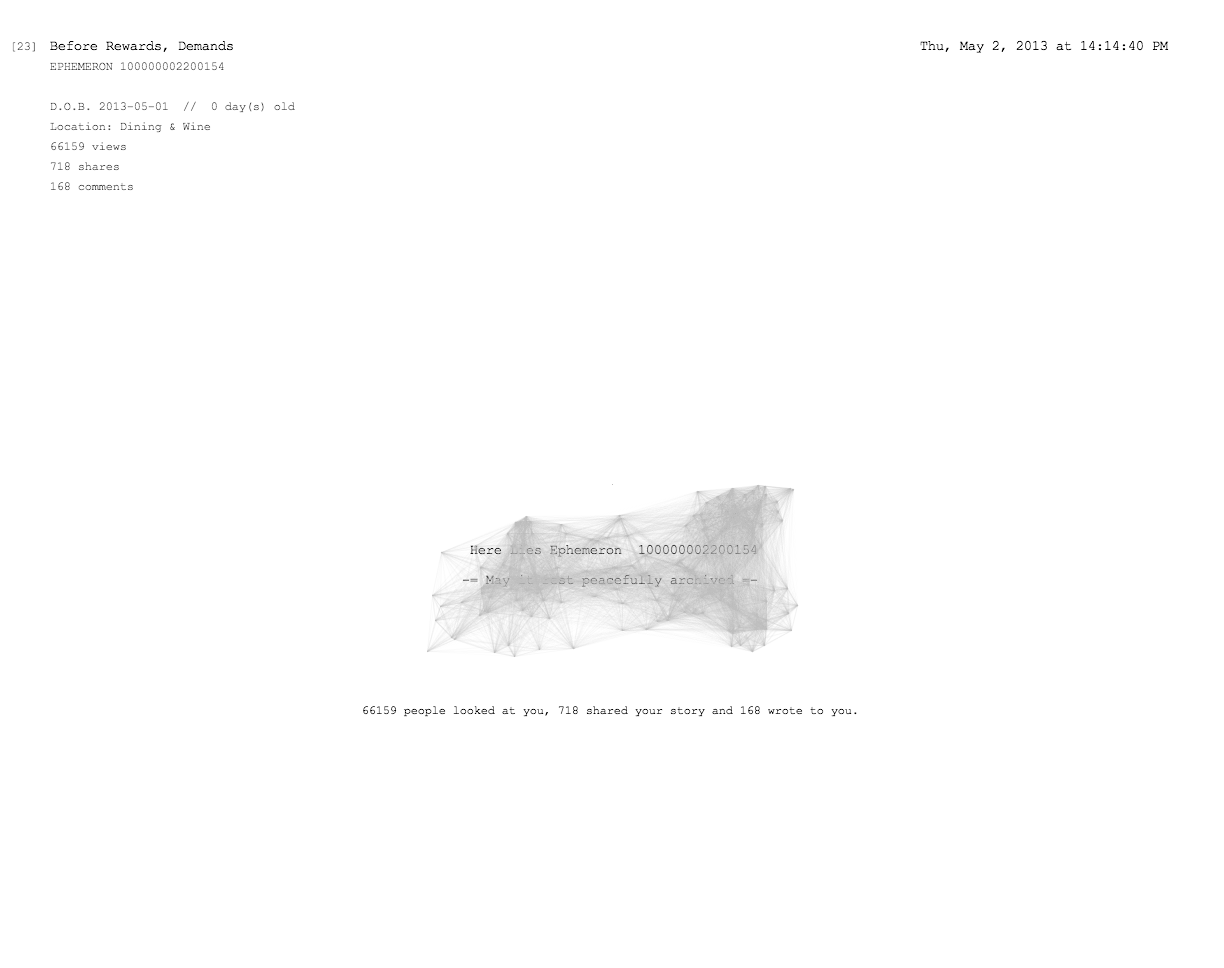 [23] Before Rewards, Demands
Thu, May 2, 2013 at 14:14:40 PM
EPHEMERON 100000002200154
D.O.B. 2013-05-01 // 0 day(s) old
Location: Dining & Wine
66159 views
718 shares
168 comments
Here Lies Ephemeron 100000002200154
-= May it rest peacefully archived =-
66159 people looked at you, 718 shared your story and 168 wrote to you.